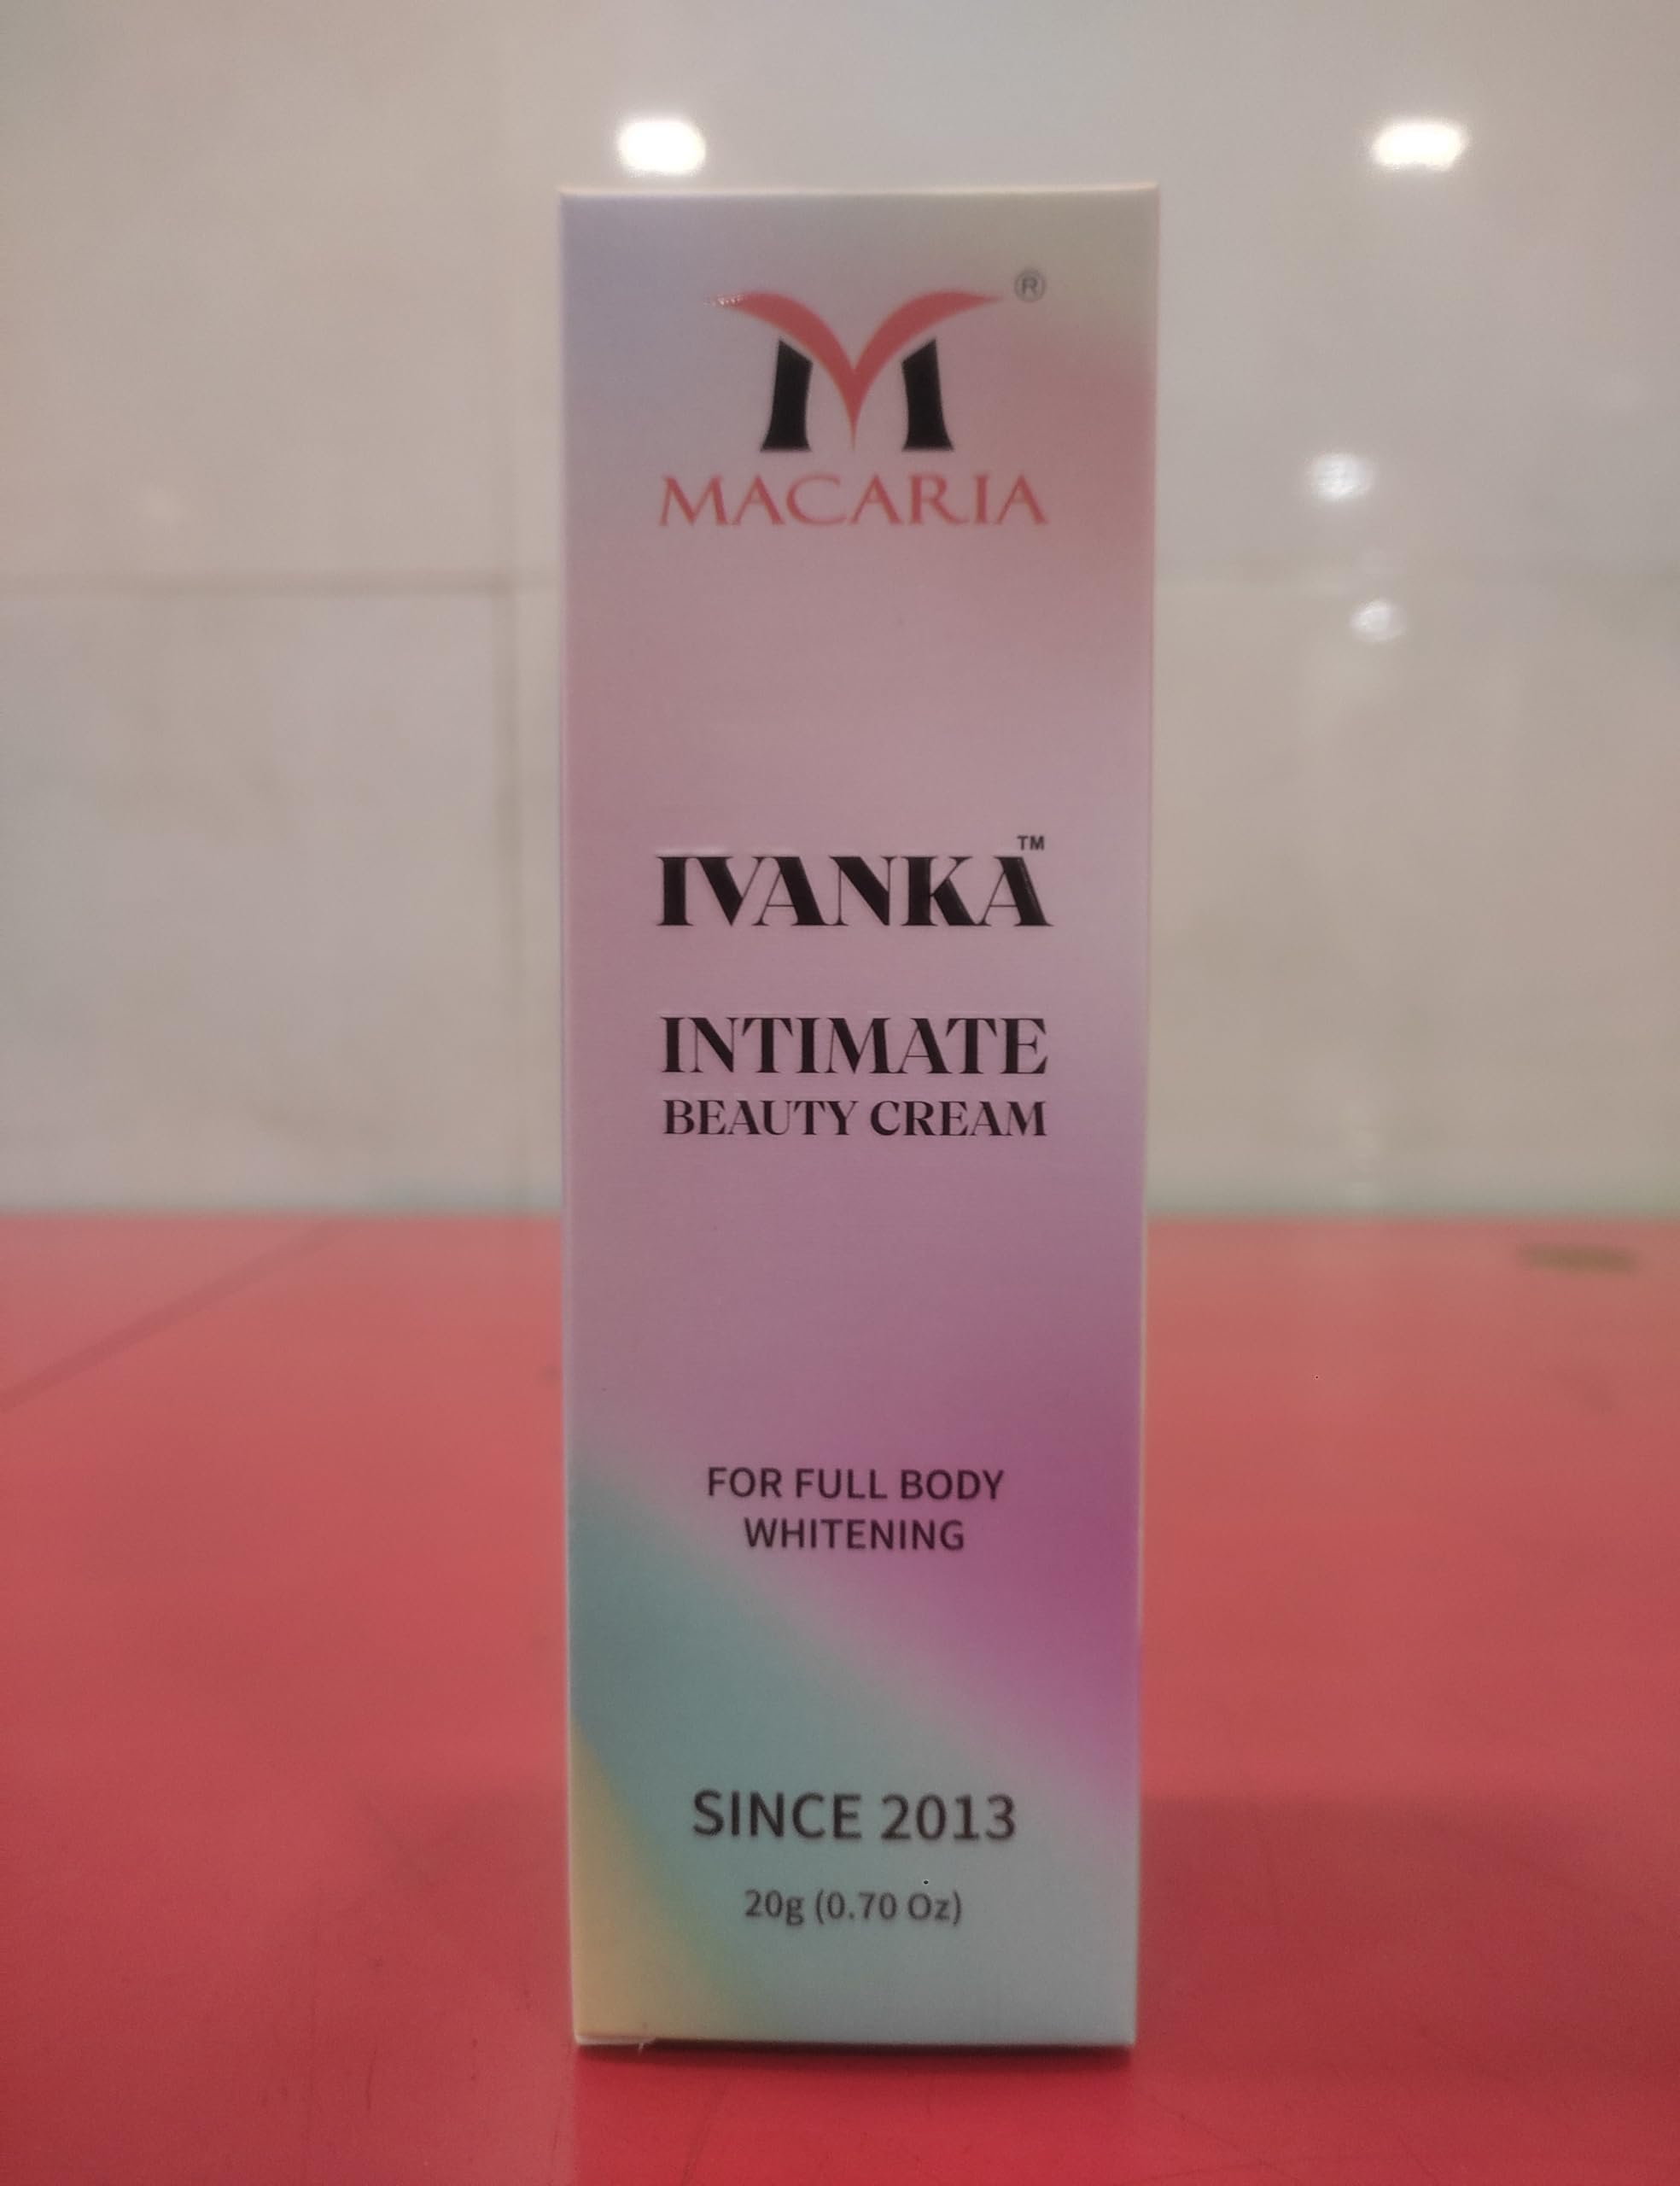 ®
MACARIA
IVANKA™
INTIMATE
BEAUTY CREAM
FOR FULL BODY
WHITENING
SINCE 2013
20g (0.70 Oz)